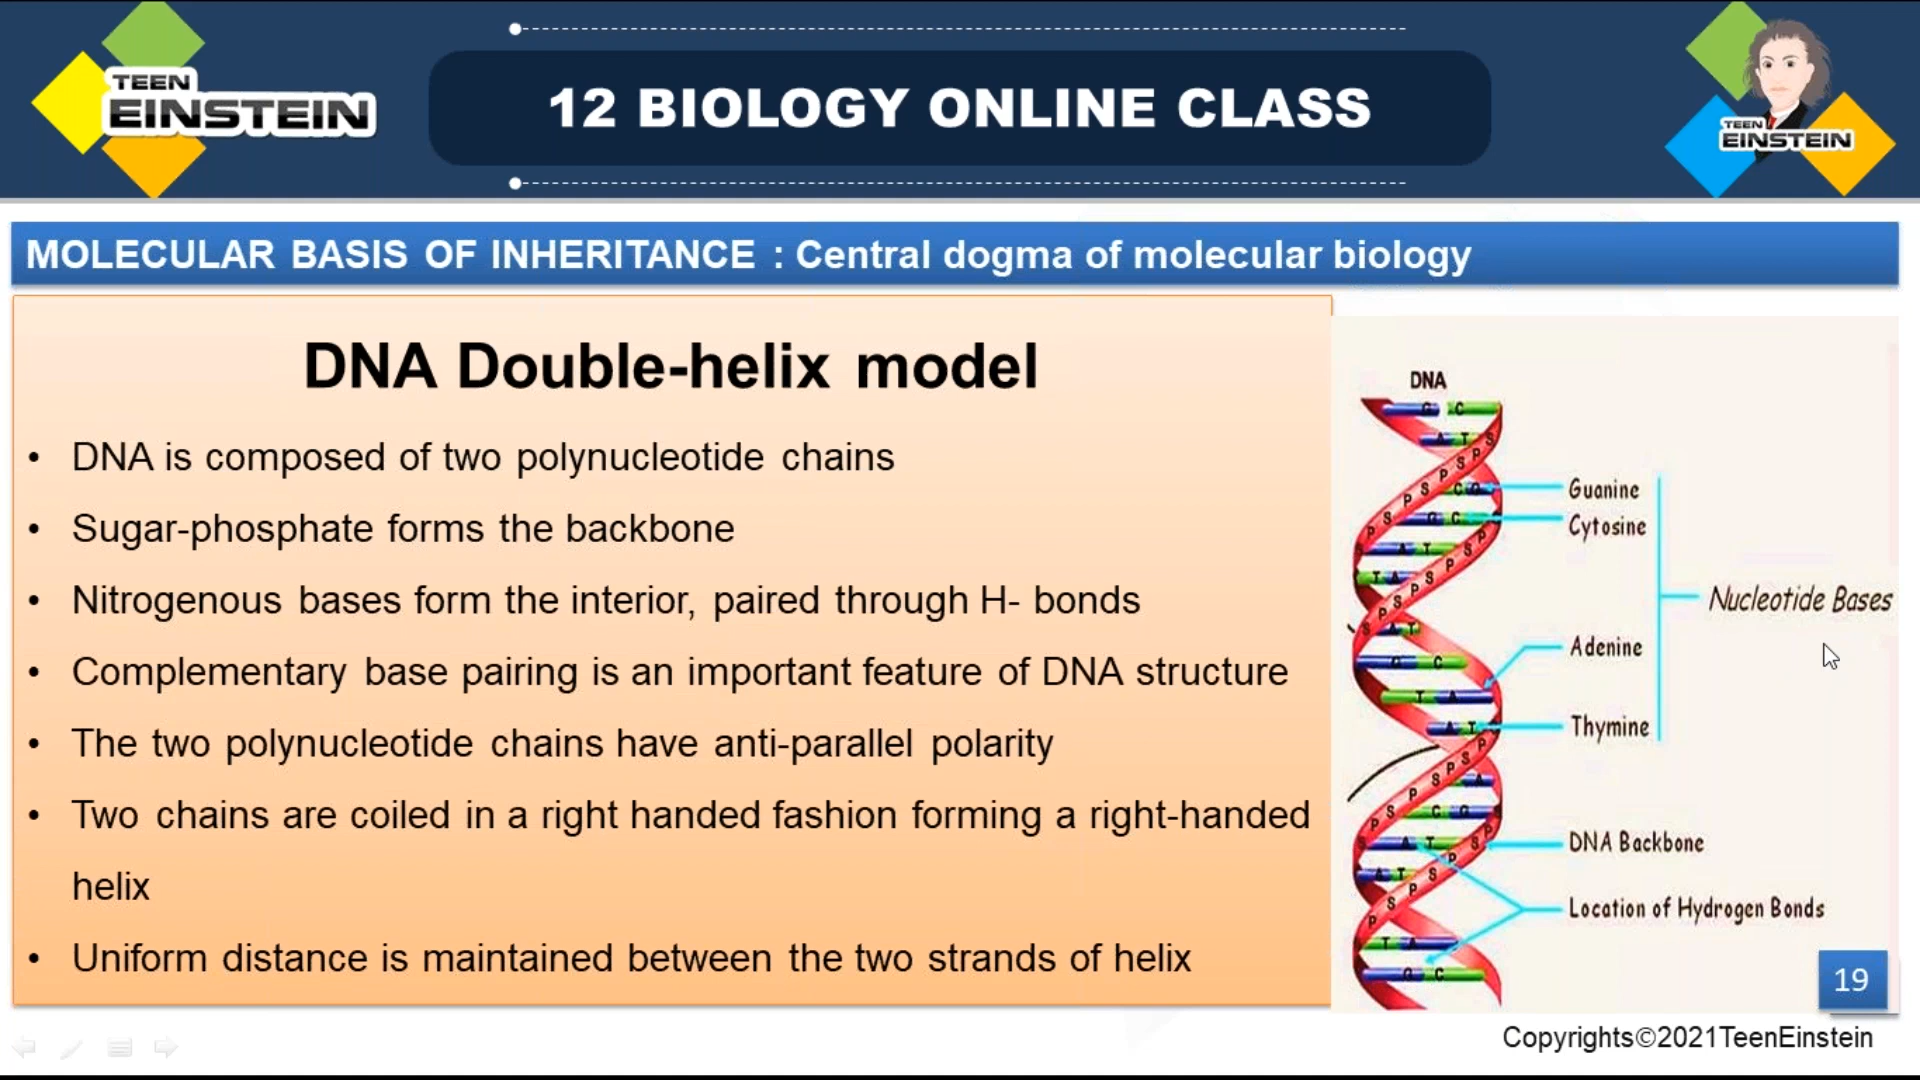 TEEN
EINSTEIN
12 BIOLOGY ONLINE CLASS
TEEN
EINSTEIN
MOLECULAR BASIS OF INHERITANCE : Central dogma of molecular biology
DNA Double-helix model
• DNA is composed of two polynucleotide chains
• Sugar-phosphate forms the backbone
• Nitrogenous bases form the interior, paired through H- bonds
• Complementary base pairing is an important feature of DNA structure
• The two polynucleotide chains have anti-parallel polarity
• Two chains are coiled in a right handed fashion forming a right-handed
helix
• Uniform distance is maintained between the two strands of helix
DNA
Guanine
Cytosine
Nucleotide Bases
Adenine
Thymine
DNA Backbone
Location of Hydrogen Bonds
19
Copyrights©2021TeenEinstein